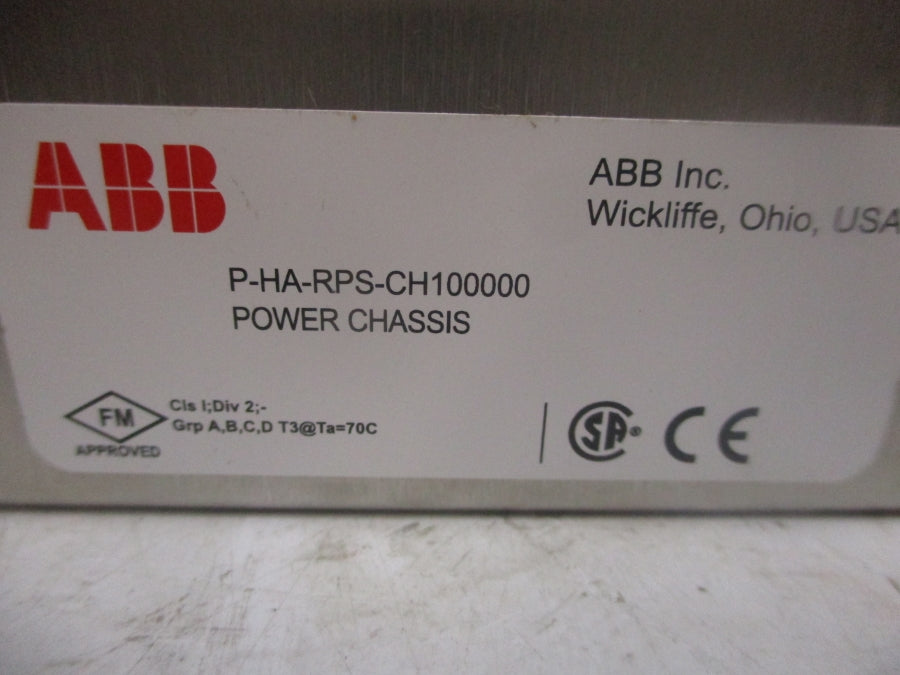 ABB
ABB Inc.
Wickliffe, Ohio, USA
P-HA-RPS-CH100000
POWER CHASSIS
FM
APPROVED
Cls I;Div 2;-
Grp A,B,C,D T3@Ta=70C
SA®
CE